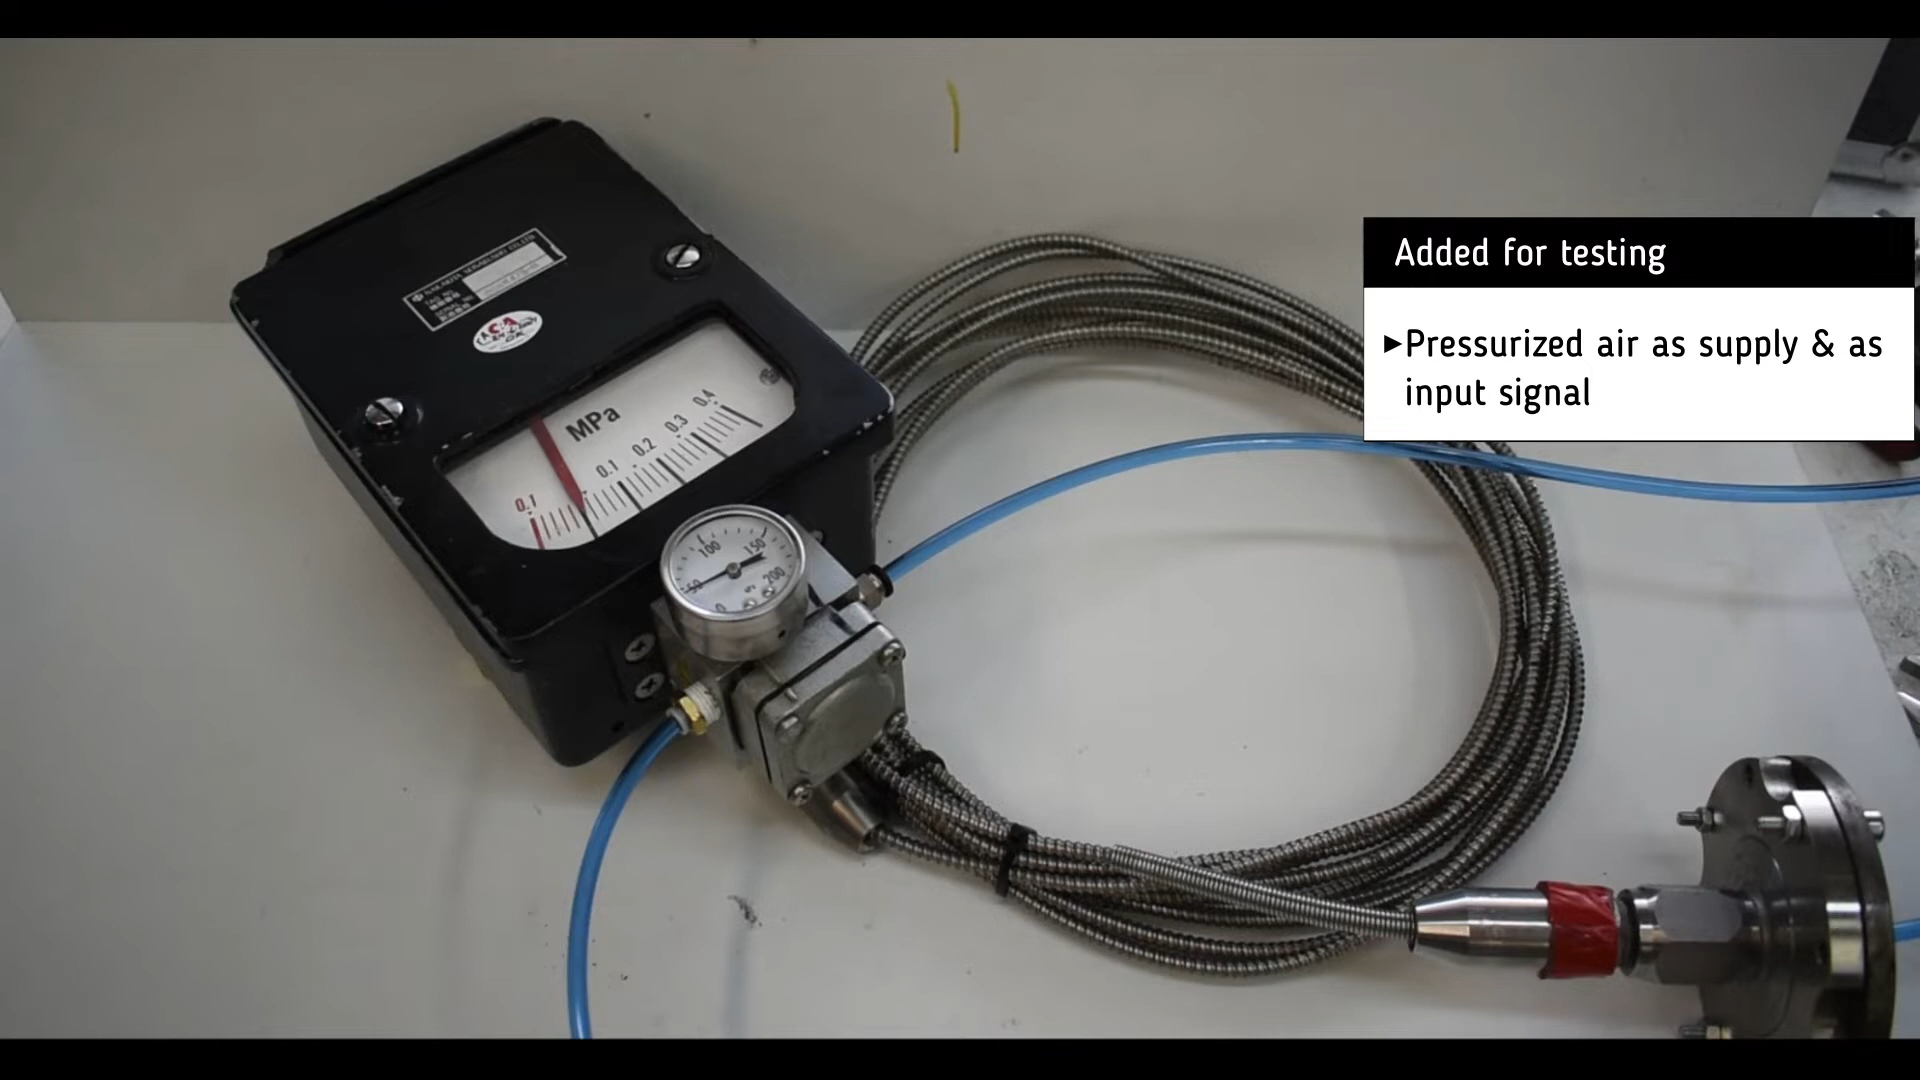 Added for testing
►Pressurized air as supply & as
input signal
MPa
0.1 0.1 0.2 0.3 0.4
50 100 150 200
0